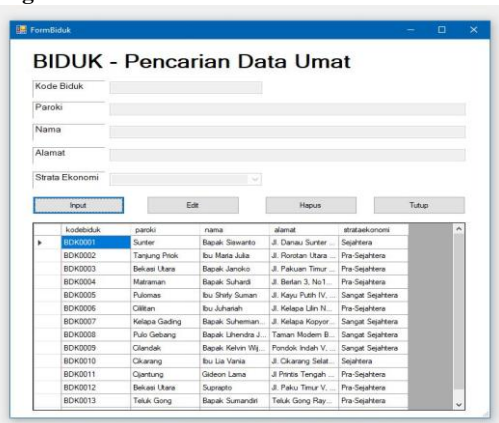 FormBiduk
BIDUK - Pencarian Data Umat
Kode Biduk
Paroki
Nama
Alamat
Strata Ekonomi
Input Edit Hapus Tutup
kodebiduk paroki nama alamat strataekonomi
BDK0001 Sunter Bapak Siswanto Jl. Danau Sunter ... Sejahtera
BDK0002 Tanjung Priok Ibu Maria Julia Jl. Rorotan Utara ... Pra-Sejahtera
BDK0003 Bekasi Utara Bapak Janoko Jl. Pakuan Timur ... Pra-Sejahtera
BDK0004 Matraman Bapak Suhardi Jl. Berlan 3, No1... Pra-Sejahtera
BDK0005 Pulomas Ibu Shirly Suman Jl. Kayu Putih IV, ... Sangat Sejahtera
BDK0006 Cililitan Ibu Juhariah Jl. Kelapa Lilin N... Pra-Sejahtera
BDK0007 Kelapa Gading Bapak Suherman... Jl. Kelapa Kopyor... Sangat Sejahtera
BDK0008 Pulo Gebang Bapak Lihendra J... Taman Modern B... Sangat Sejahtera
BDK0009 Cilandak Bapak Kelvin Wij... Pondok Indah V, ... Sangat Sejahtera
BDK0010 Cikarang Ibu Lia Vania Jl. Cikarang Selat... Sejahtera
BDK0011 Cijantung Gideon Lama Jl Printis Tengah ... Pra-Sejahtera
BDK0012 Bekasi Utara Suprapto Jl. Paku Timur V, ... Pra-Sejahtera
BDK0013 Teluk Gong Bapak Sumandiri Teluk Gong Ray... Pra-Sejahtera